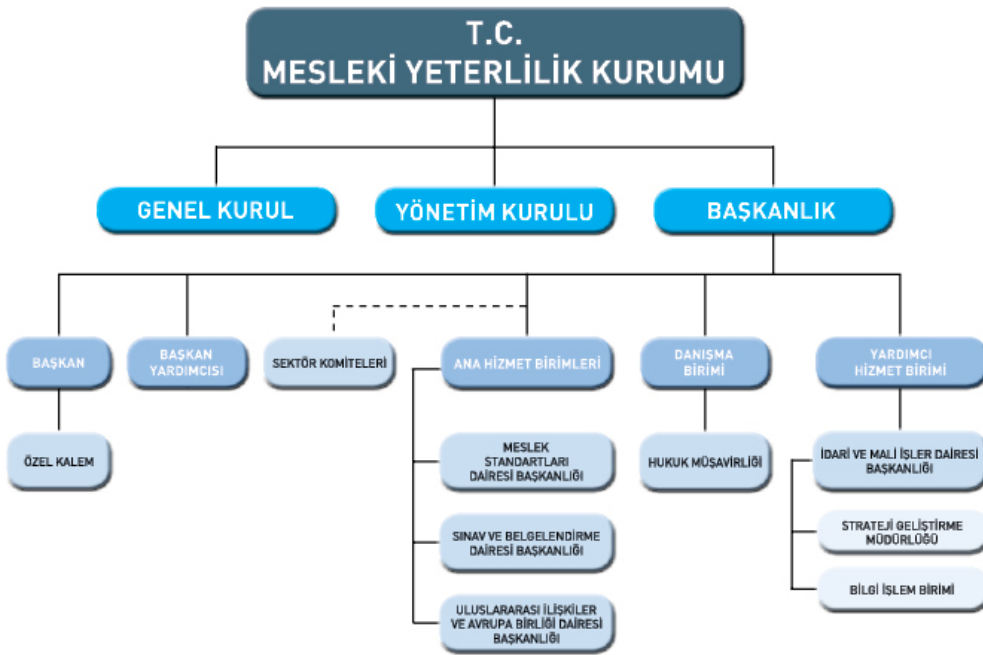 T.C.
MESLEKİ YETERLİLİK KURUMU
GENEL KURUL
YÖNETİM KURULU
BAŞKANLIK
BAŞKAN
BAŞKAN
YARDIMCISI
SEKTÖR KOMİTELERİ
ANA HİZMET BİRİMLERİ
DANIŞMA
BİRİMİ
YARDIMCI
HİZMET BİRİMİ
ÖZEL KALEM
MESLEK
STANDARTLARI
DAİRESİ BAŞKANLIĞI
HUKUK MÜŞAVİRLİĞİ
İDARİ VE MALİ İŞLER DAİRESİ
BAŞKANLIĞI
SINAV VE BELGELENDİRME
DAİRESİ BAŞKANLIĞI
STRATEJİ GELİŞTİRME
MÜDÜRLÜĞÜ
BİLGİ İŞLEM BİRİMİ
ULUSLARARASI İLİŞKİLER
VE AVRUPA BİRLİĞİ DAİRESİ
BAŞKANLIĞI